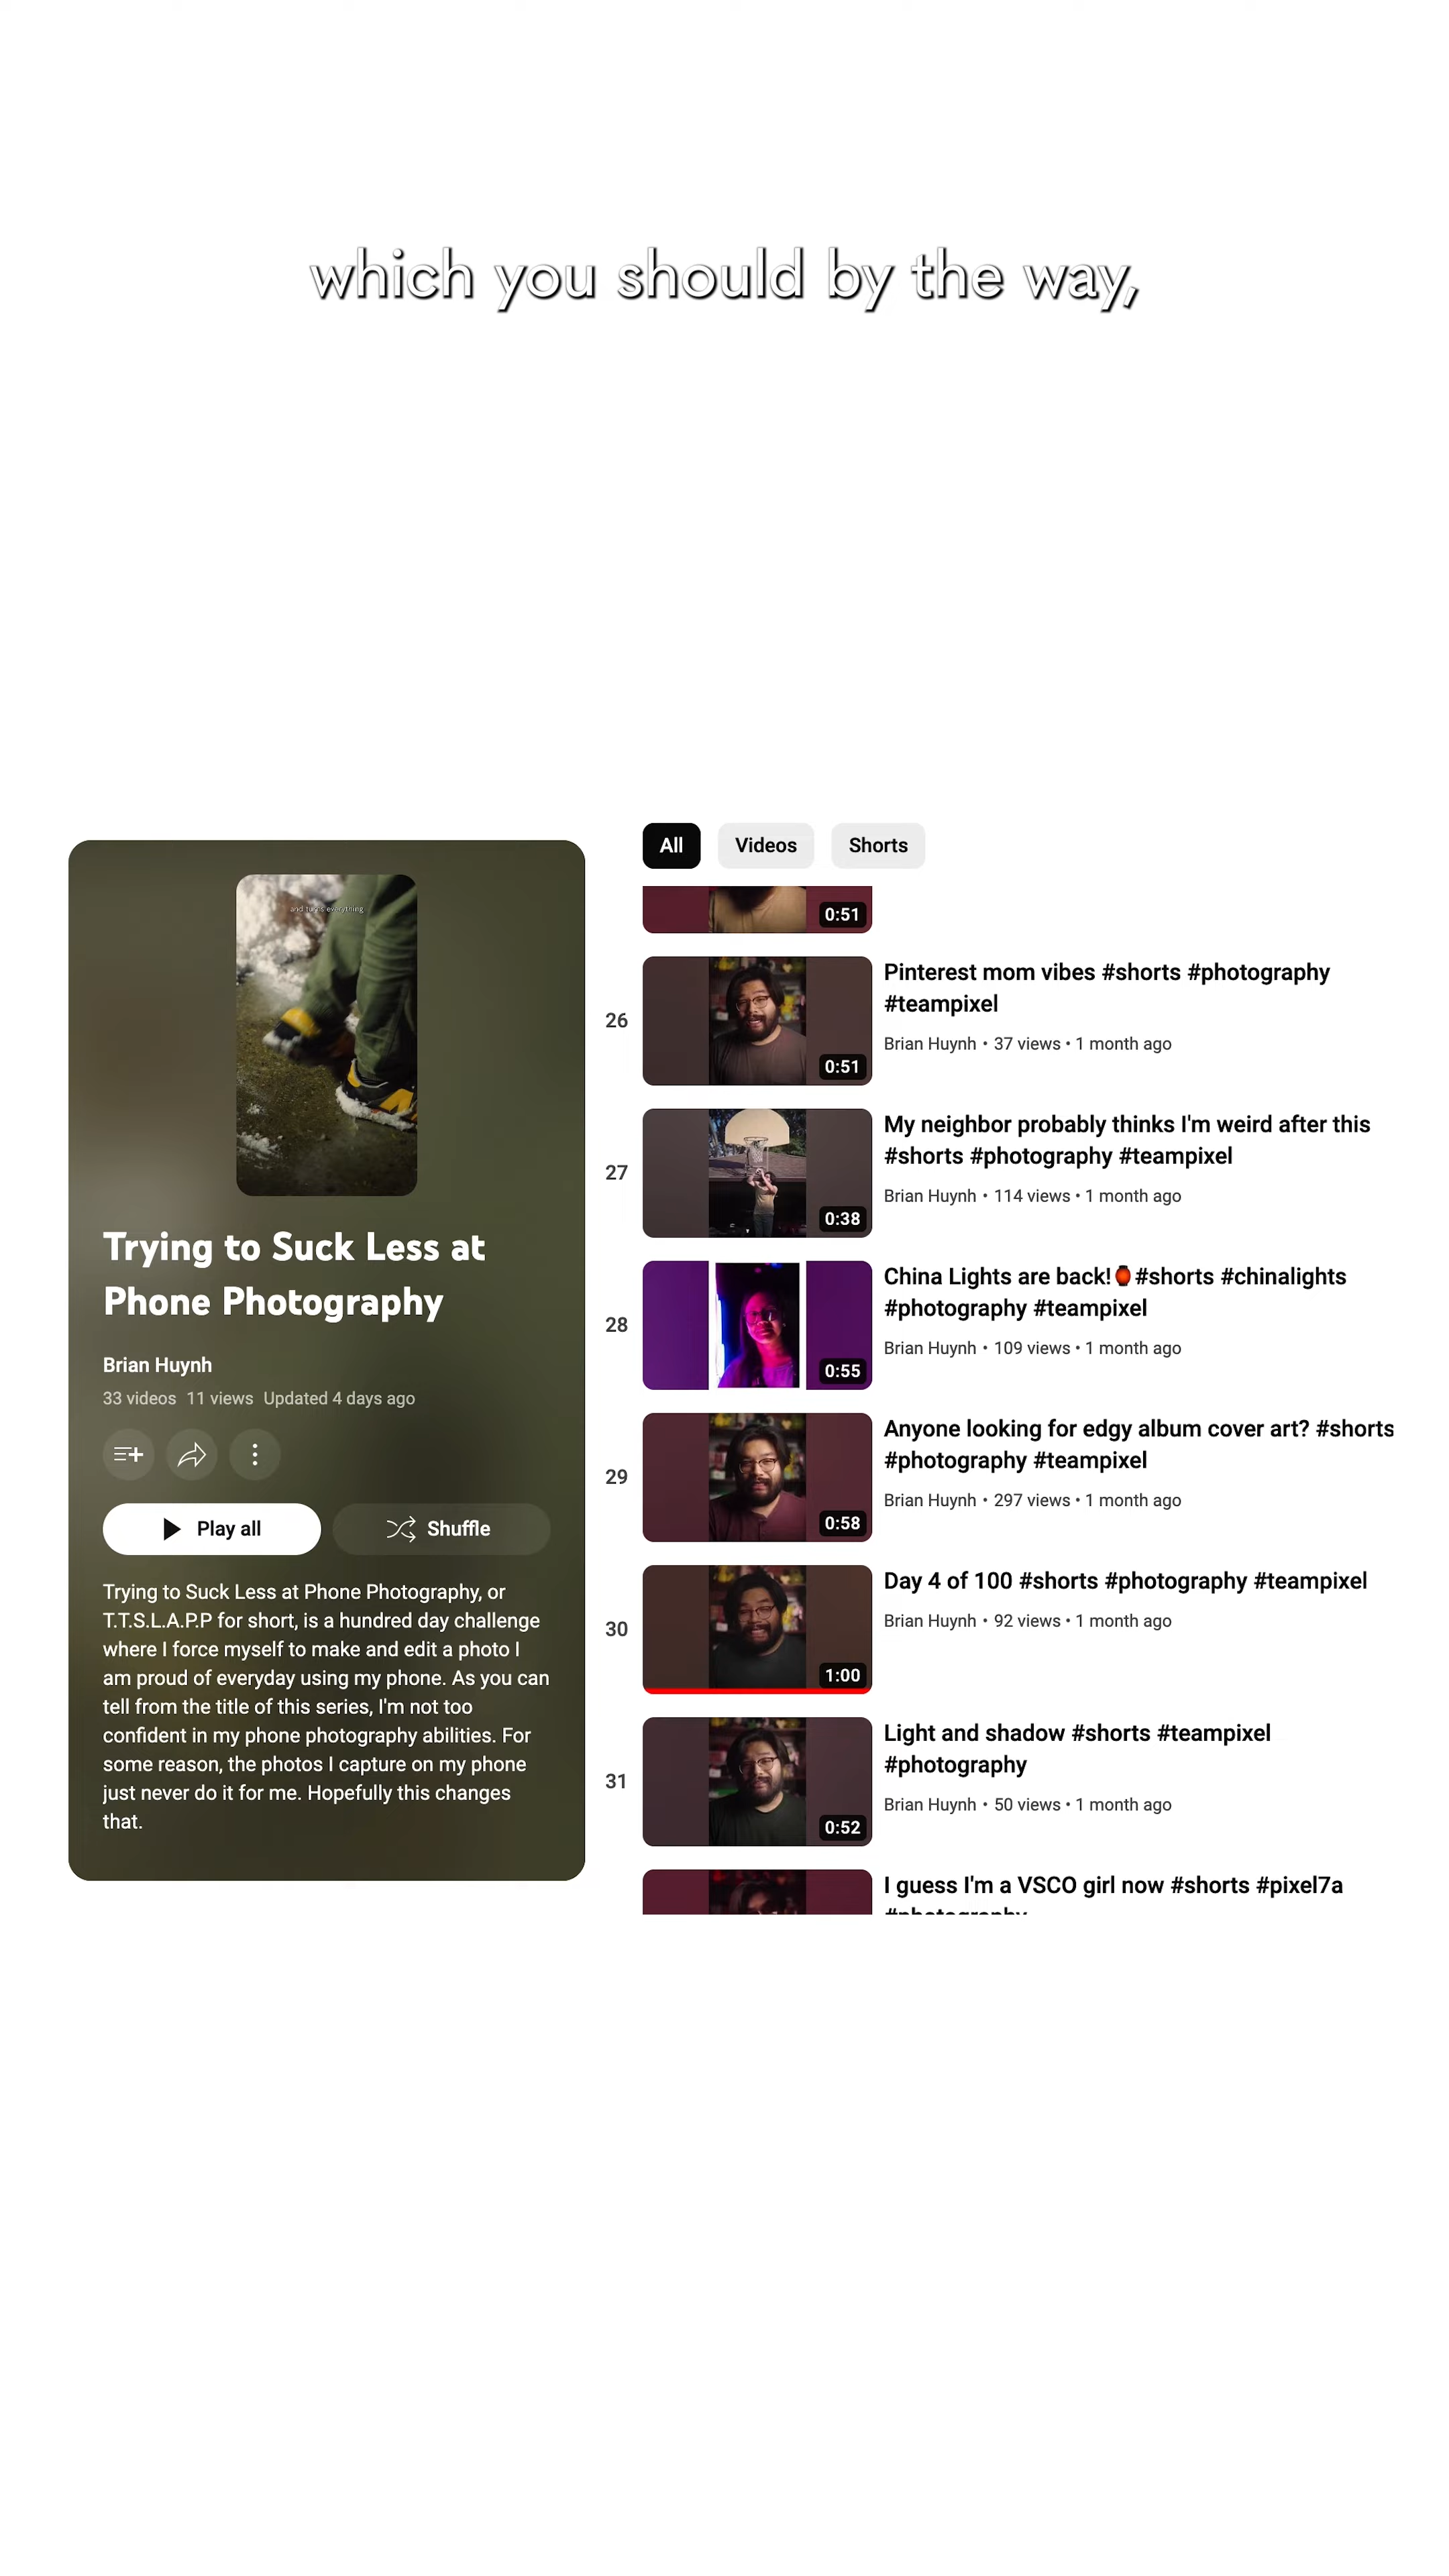 which you should by the way,
and turns everything
Trying to Suck Less at
Phone Photography
Brian Huynh
33 videos 11 views Updated 4 days ago
Play all
Shuffle
Trying to Suck Less at Phone Photography, or
T.T.S.L.A.P.P for short, is a hundred day challenge
where I force myself to make and edit a photo I
am proud of everyday using my phone. As you can
tell from the title of this series, I'm not too
confident in my phone photography abilities. For
some reason, the photos I capture on my phone
just never do it for me. Hopefully this changes
that.
All
Videos
Shorts
0:51
26
0:51
Pinterest mom vibes #shorts #photography
#teampixel
Brian Huynh • 37 views • 1 month ago
27
0:38
My neighbor probably thinks I'm weird after this
#shorts #photography #teampixel
Brian Huynh • 114 views • 1 month ago
28
0:55
China Lights are back!🏮#shorts #chinalights
#photography #teampixel
Brian Huynh • 109 views • 1 month ago
29
0:58
Anyone looking for edgy album cover art? #shorts
#photography #teampixel
Brian Huynh • 297 views • 1 month ago
30
1:00
Day 4 of 100 #shorts #photography #teampixel
Brian Huynh • 92 views • 1 month ago
31
0:52
Light and shadow #shorts #teampixel
#photography
Brian Huynh • 50 views • 1 month ago
I guess I'm a VSCO girl now #shorts #pixel7a
#photography